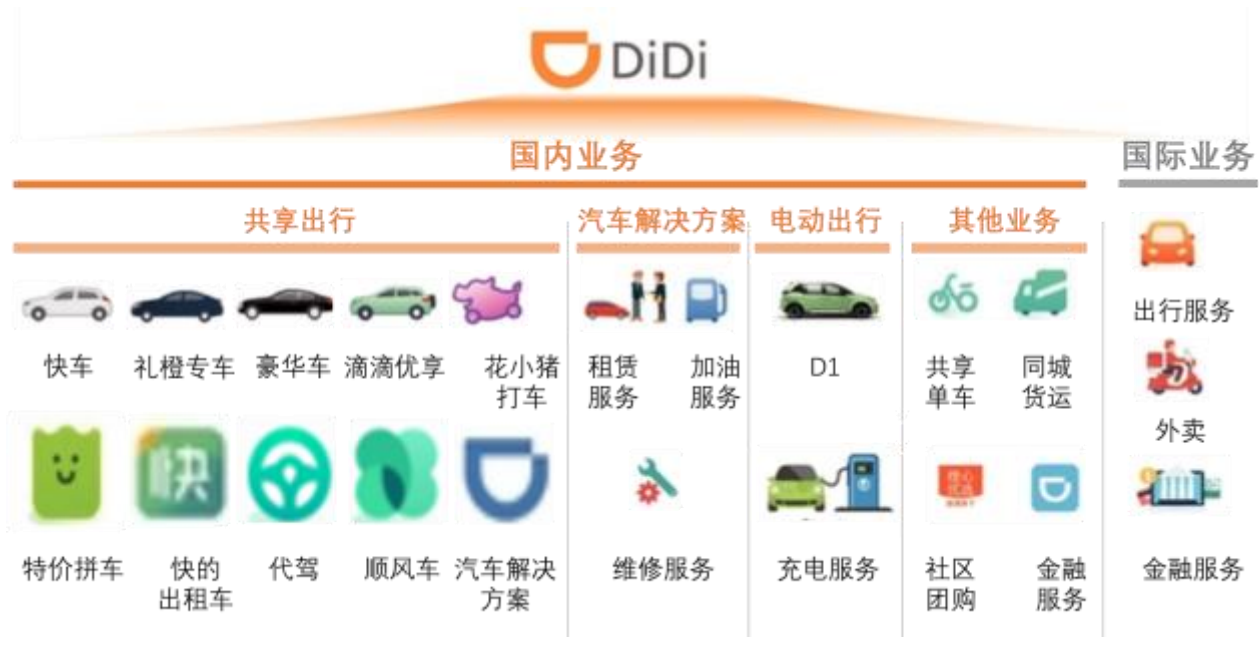 DiDi
国内业务
国际业务
共享出行
汽车解决方案
电动出行
其他业务
快车
礼橙专车
豪华车
滴滴优享
花小猪
打车
特价拼车
快
快的
出租车
代驾
顺风车
汽车解决
方案
租赁
服务
加油
服务
维修服务
D1
充电服务
共享
单车
同城
货运
社区
团购
金融
服务
出行服务
外卖
金融服务